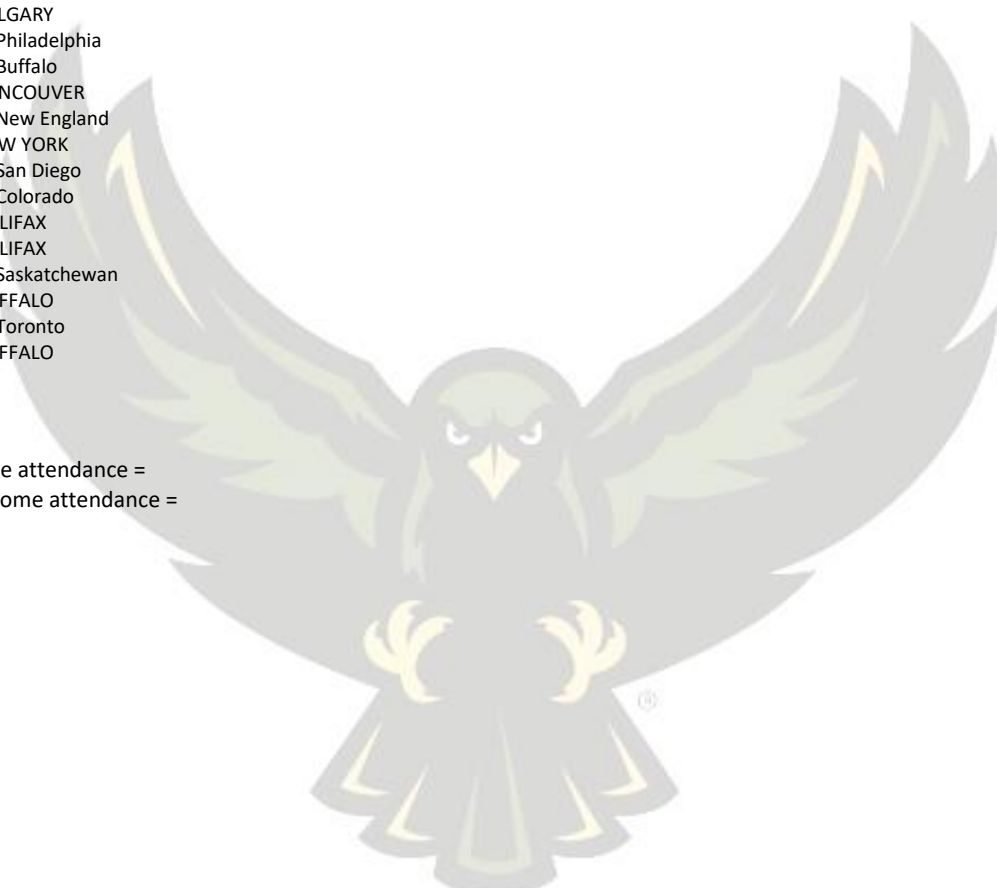 LGARY
Philadelphia
Buffalo
NCOUVER
New England
W YORK
San Diego
Colorado
LIFAX
LIFAX
Saskatchewan
FFALO
Toronto
FFALO
e attendance =
ome attendance =
®